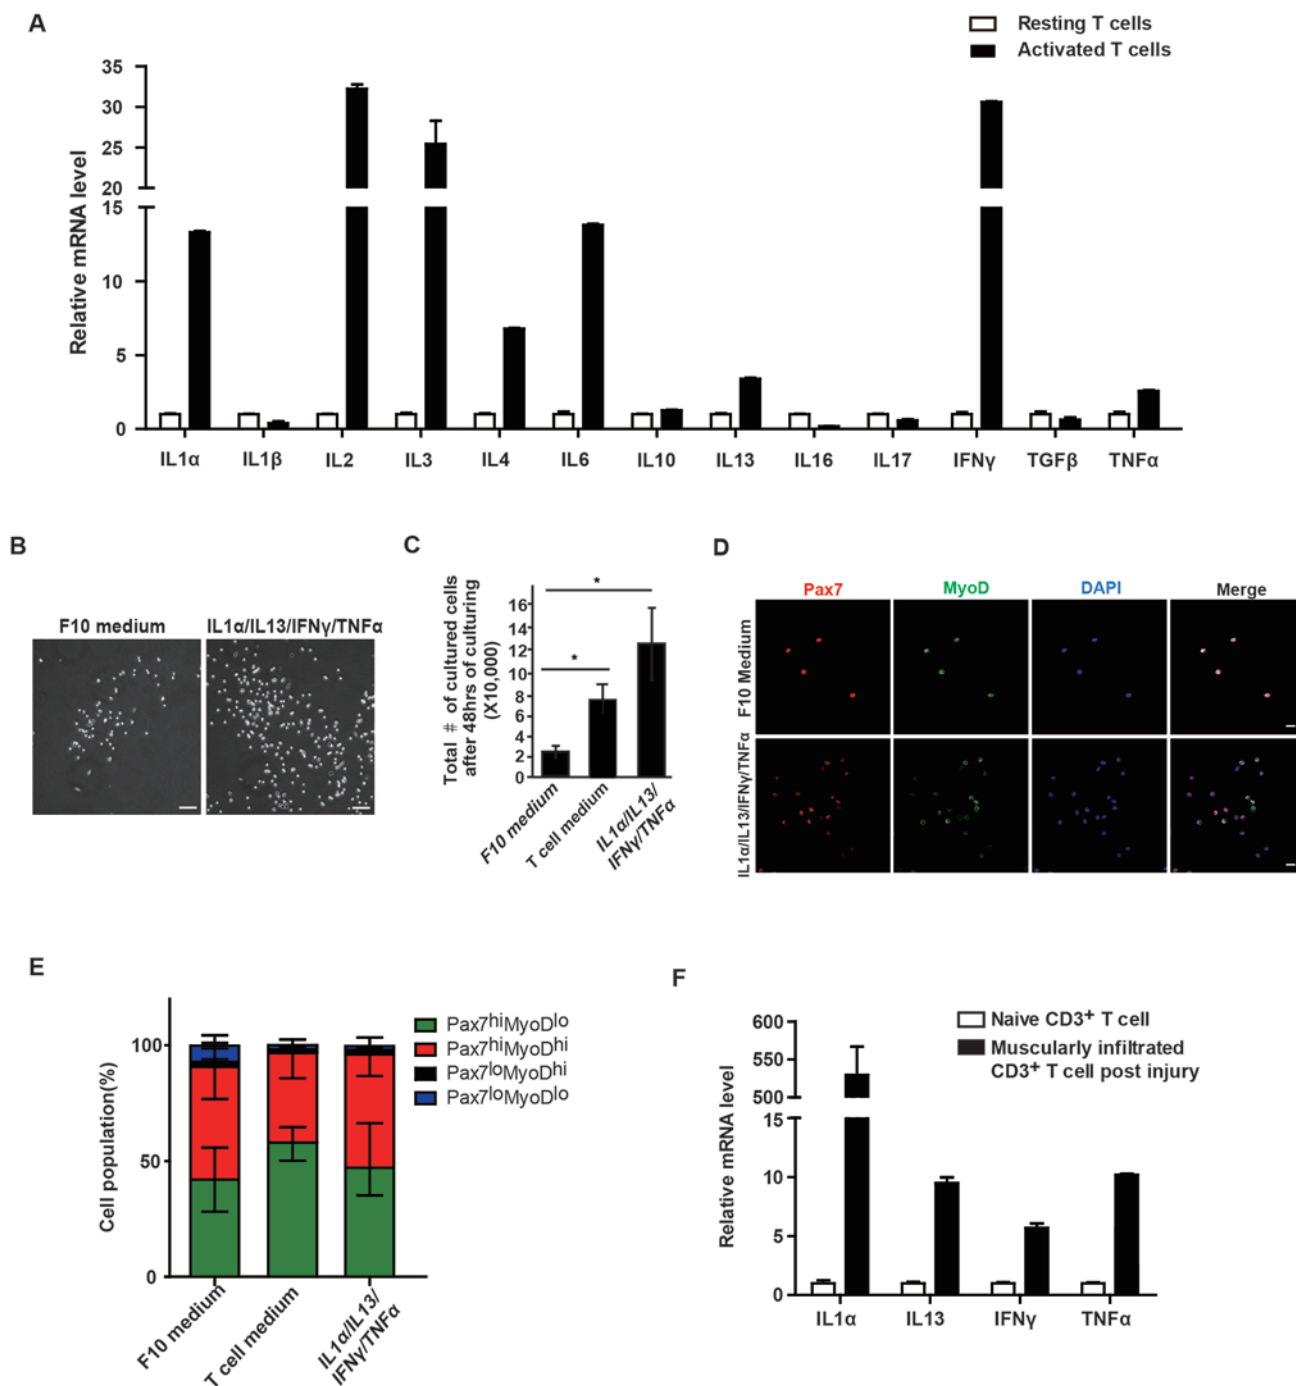 A
Resting T cells
Activated T cells
Relative mRNA level
35
30
25
20
15
10
5
0
IL1α IL1β IL2 IL3 IL4 IL6 IL10 IL13 IL16 IL17 IFNγ TGFβ TNFα
B
F10 medium IL1α/IL13/IFNγ/TNFα
C
Total # of cultured cells
after 48hrs of culturing
(X10,000)
16
14
12
10
8
6
4
2
0
*
*
F10 medium
T cell medium
IL1α/IL13/
IFNγ/TNFα
D
Pax7 MyoD DAPI Merge
F10 Medium
IL1α/IL13/IFNγ/TNFα
E
Cell population(%)
100
50
0
Pax7hiMyoDlo
Pax7hiMyoDhi
Pax7loMyoDhi
Pax7loMyoDlo
F10 medium
T cell medium
IL1α/IL13/
IFNγ/TNFα
F
Naive CD3+ T cell
Muscularly infiltrated
CD3+ T cell post injury
Relative mRNA level
600
550
500
15
10
5
0
IL1α IL13 IFNγ TNFα